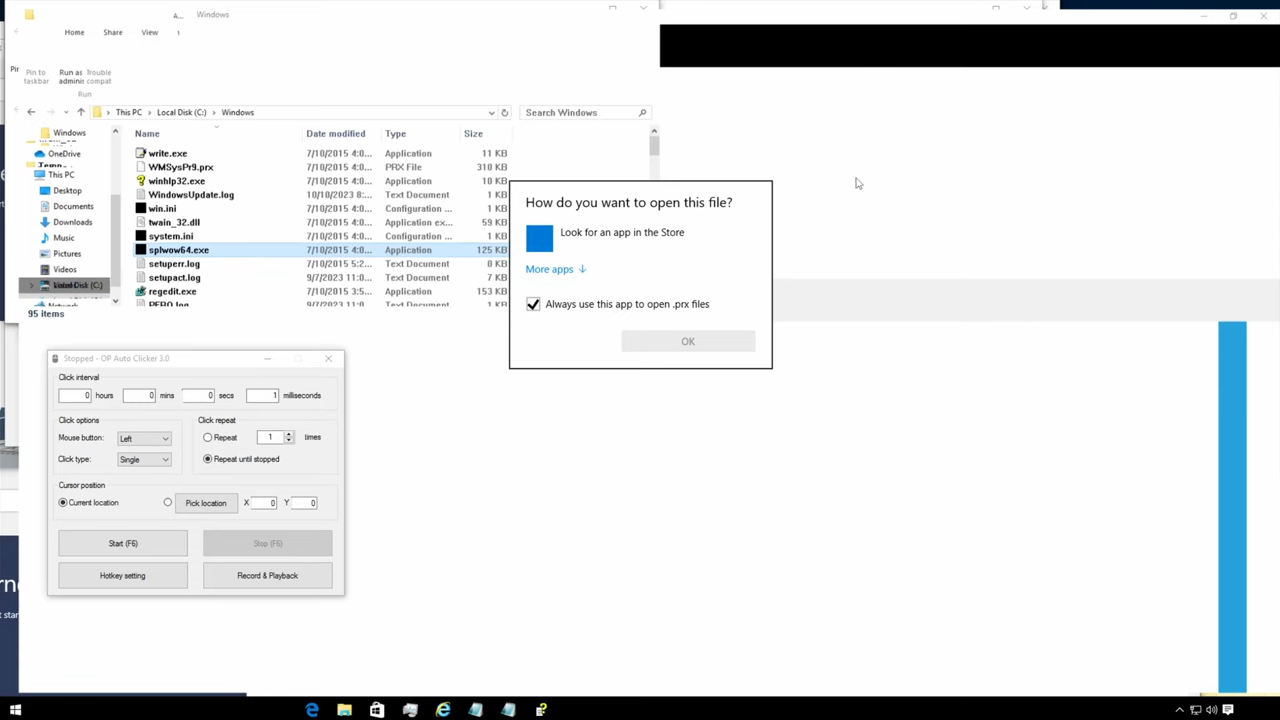 A...
Windows
Home
Share
View
Pin to
taskbar
Run as
admini
Trouble
compat
Run
This PC
Local Disk (C:)
Windows
Search Windows
Name
Date modified
Type
Size
Windows
OneDrive
This PC
Desktop
Documents
Downloads
Music
Pictures
Videos
95 items
write.exe 7/10/2015 4:0... Application 11 KB
WMSysPr9.prx 7/10/2015 4:0... PRX File 310 KB
winhlp32.exe 7/10/2015 4:0... Application 10 KB
WindowsUpdate.log 10/10/2023 8:... Text Document 1 KB
win.ini 7/10/2015 4:0... Configuration ... 1 KB
twain_32.dll 7/10/2015 4:0... Application ex... 59 KB
system.ini 7/10/2015 4:0... Configuration ... 1 KB
splwow64.exe 7/10/2015 4:0... Application 125 KB
setuperr.log 7/10/2015 5:2... Text Document 0 KB
setupact.log 9/7/2023 11:0... Text Document 7 KB
regedit.exe 7/10/2015 4:0... Application 153 KB
PFRO.log 9/7/2023 11:0... Text Document 1 KB
How do you want to open this file?
Look for an app in the Store
More apps ↓
Always use this app to open .prx files
OK
Stopped - OP Auto Clicker 3.0
Click interval
0 hours 0 mins 0 secs 1 milliseconds
Click options
Mouse button: Left
Click type: Single
Click repeat
Repeat 1 times
Repeat until stopped
Cursor position
Current location
Pick location X 0 Y 0
Start (F6)
Stop (F6)
Hotkey setting
Record & Playback